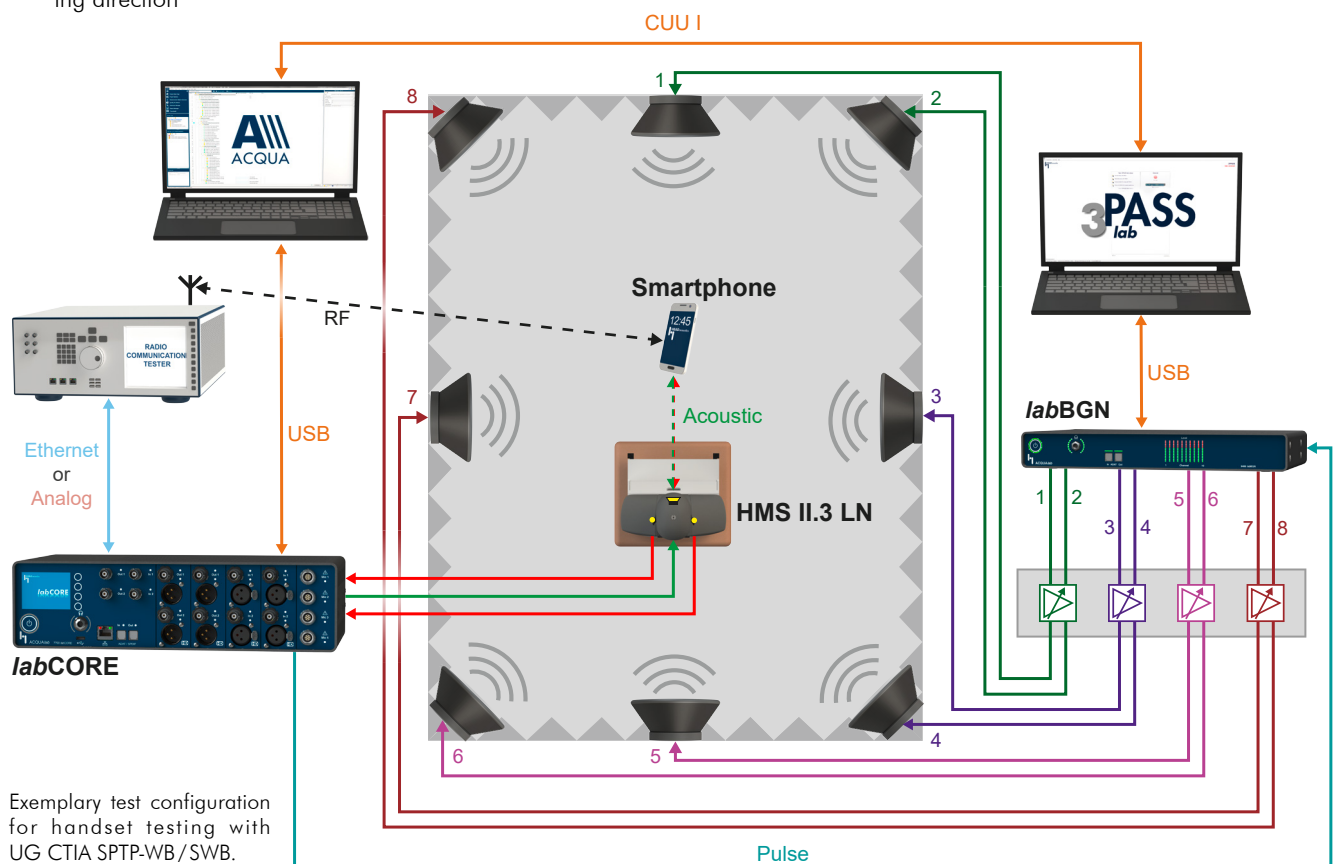 ing direction
CUU I
8
1
2
ACQUA
3PASS
lab
Smartphone
12:45
RF
RADIO
COMMUNICATION
TESTER
7
3
USB
labBGN
Acoustic
USB
Ethernet
or
Analog
HMS II.3 LN
1 2 3 4 5 6 7 8
labCORE
labCORE
6
5
4
Exemplary test configuration
for handset testing with
UG CTIA SPTP-WB/SWB.
Pulse